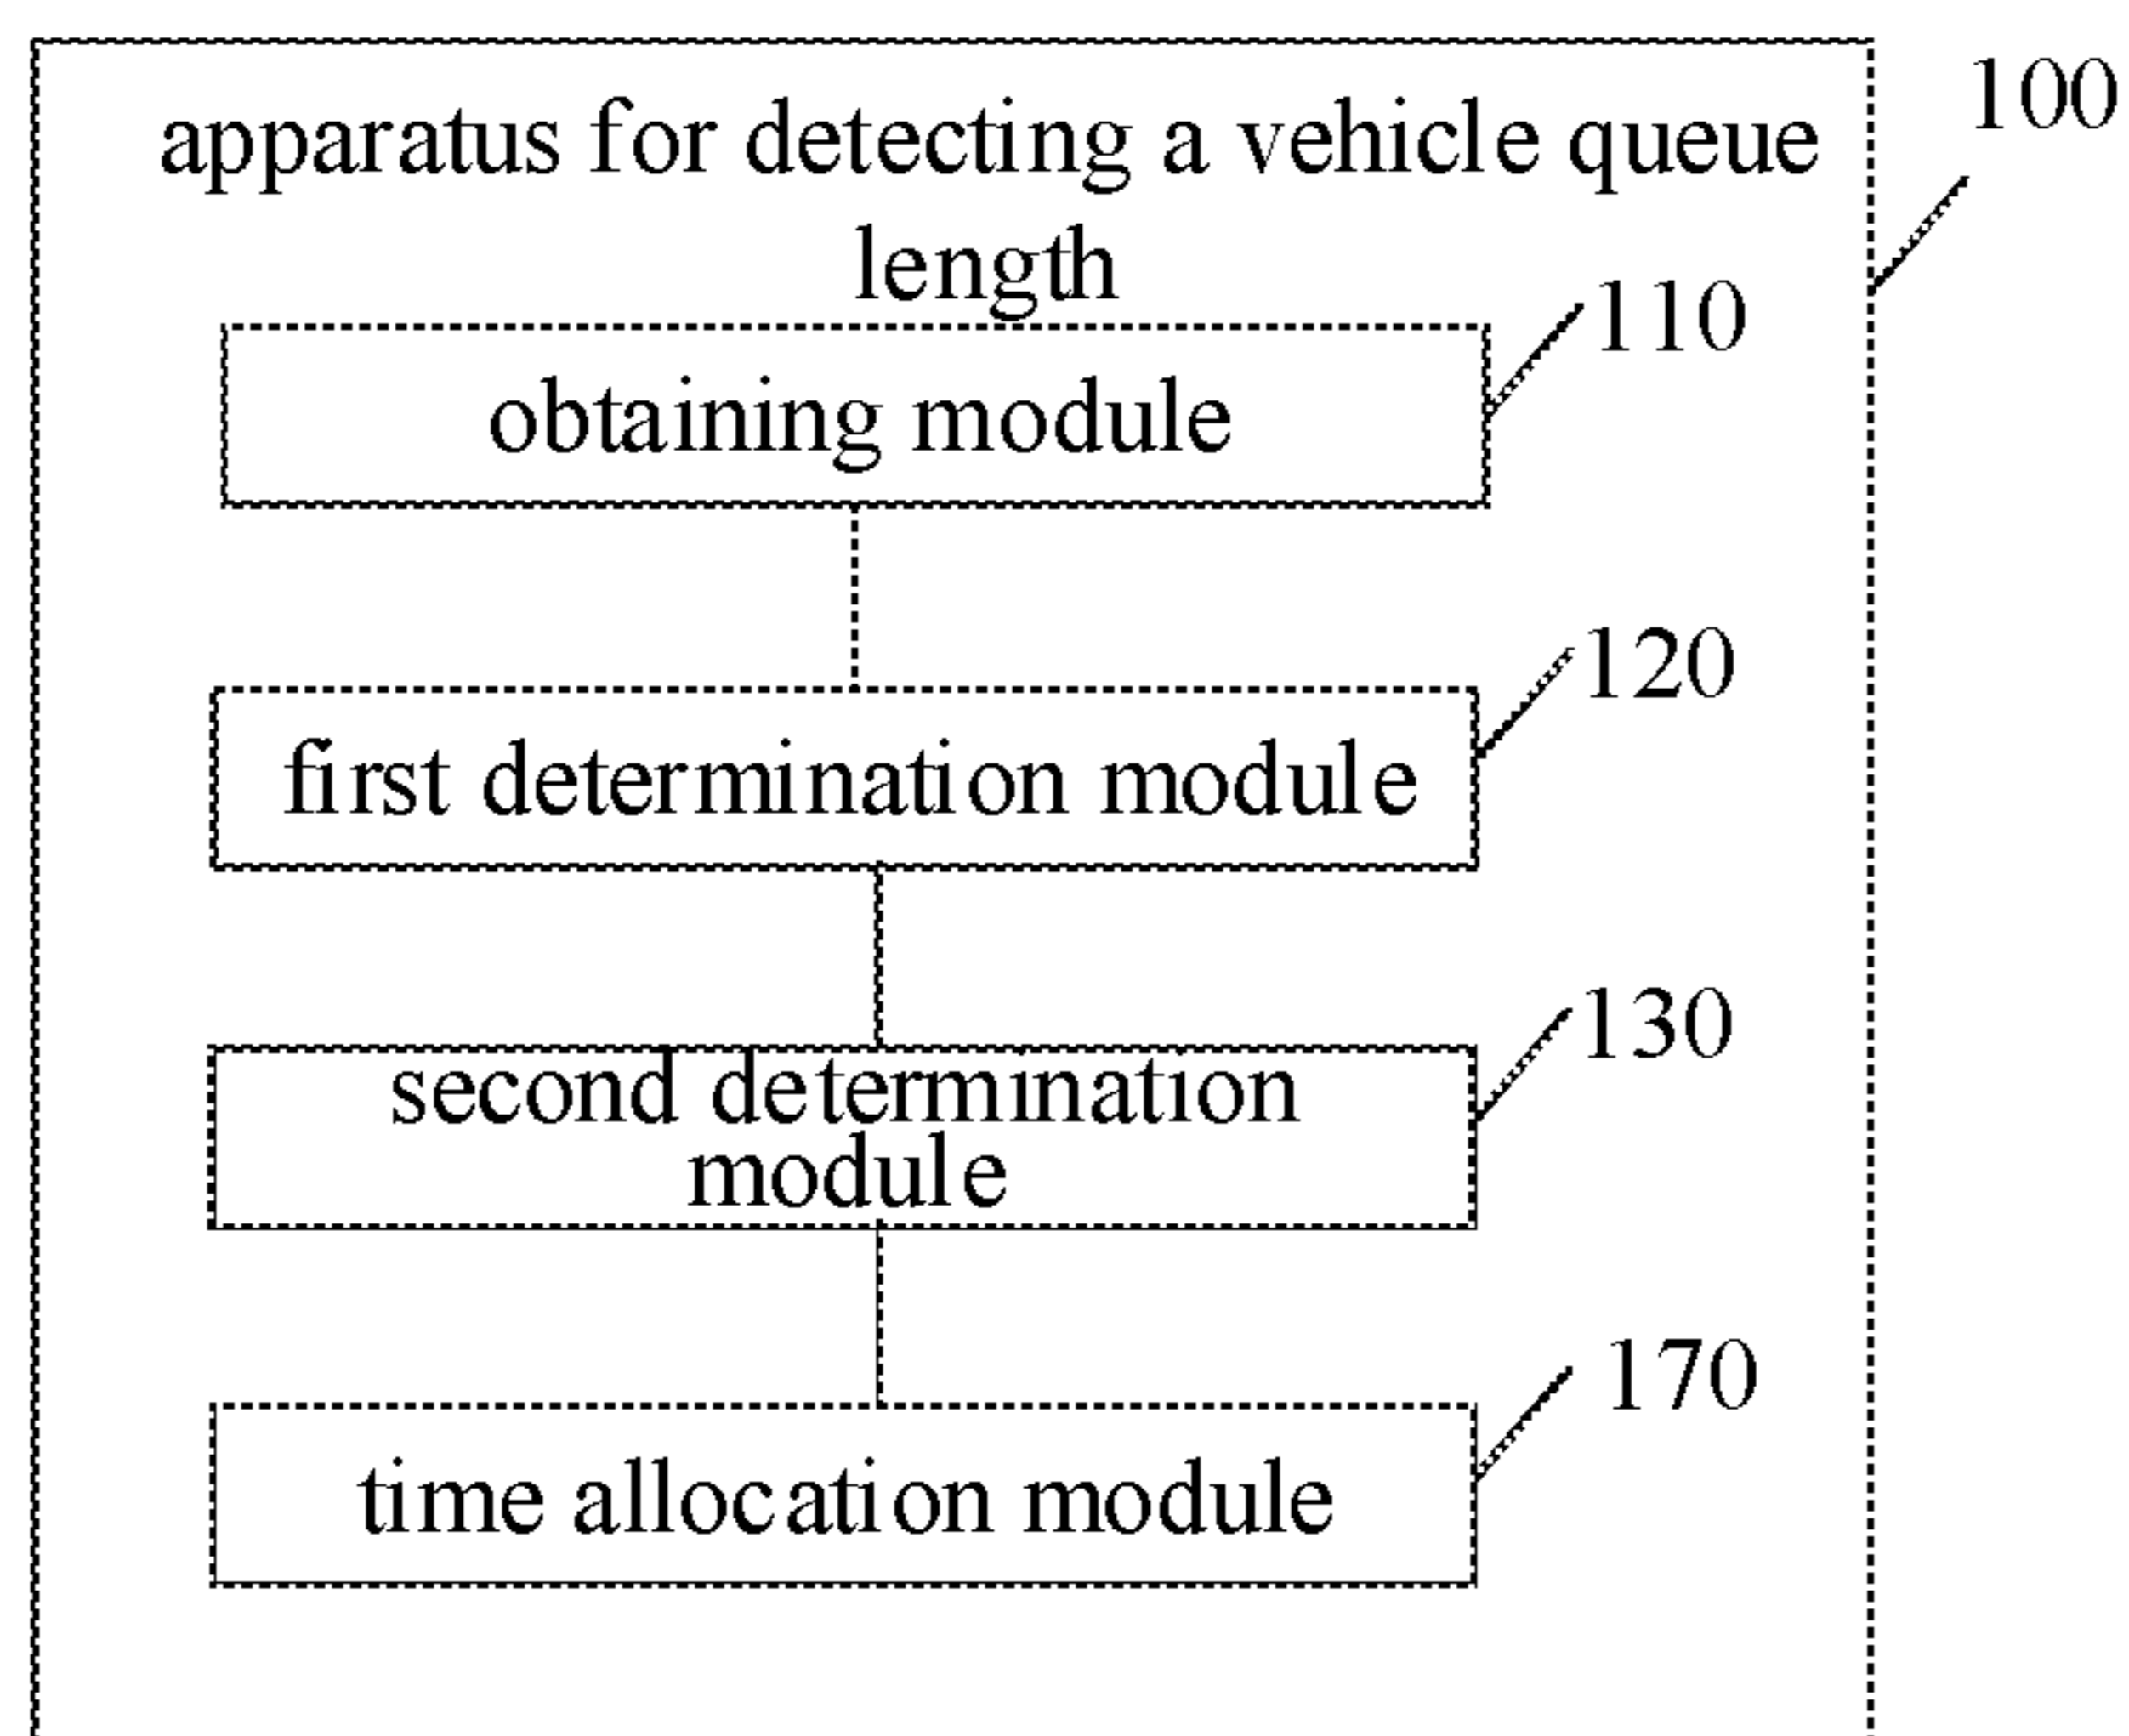 100
apparatus for detecting a vehicle queue
length
110
obtaining module
120
first determination module
130
second determination
module
170
time allocation module